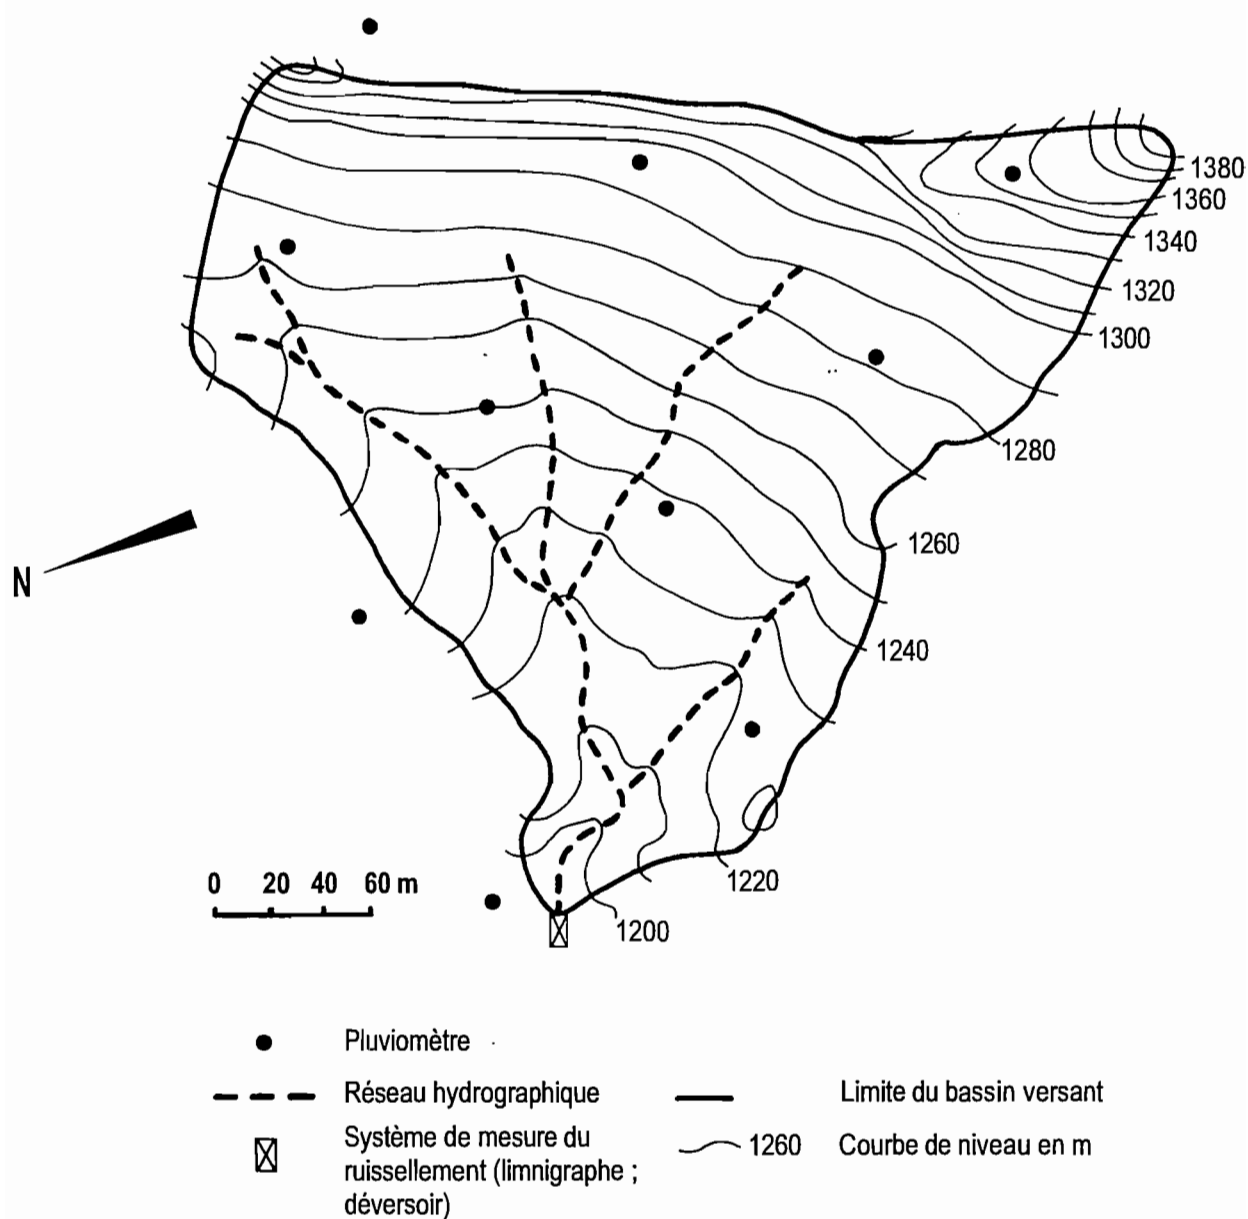 1380
1360
1340
1320
1300
1280
N
1260
1240
0 20 40 60 m
1220
1200
Pluviomètre
Réseau hydrographique
Limite du bassin versant
Système de mesure du
ruissellement (limnigraphe ;
déversoir)
1260 Courbe de niveau en m